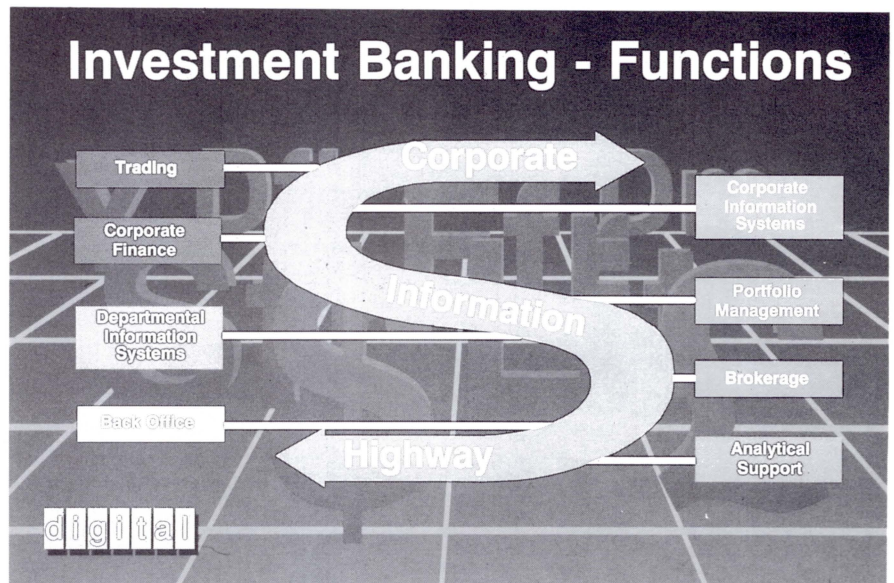 Investment Banking - Functions
Corporate
Trading
Corporate
Information
Systems
Corporate
Finance
Information
Portfolio
Management
Departmental
Information
Systems
Brokerage
Back Office
Highway
Analytical
Support
digital